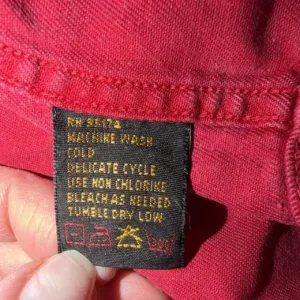 RN 95174
MACHINE WASH
COLD
DELICATE CYCLE
USE NON CHLORINE
BLEACH AS NEEDED
TUMBLE DRY LOW